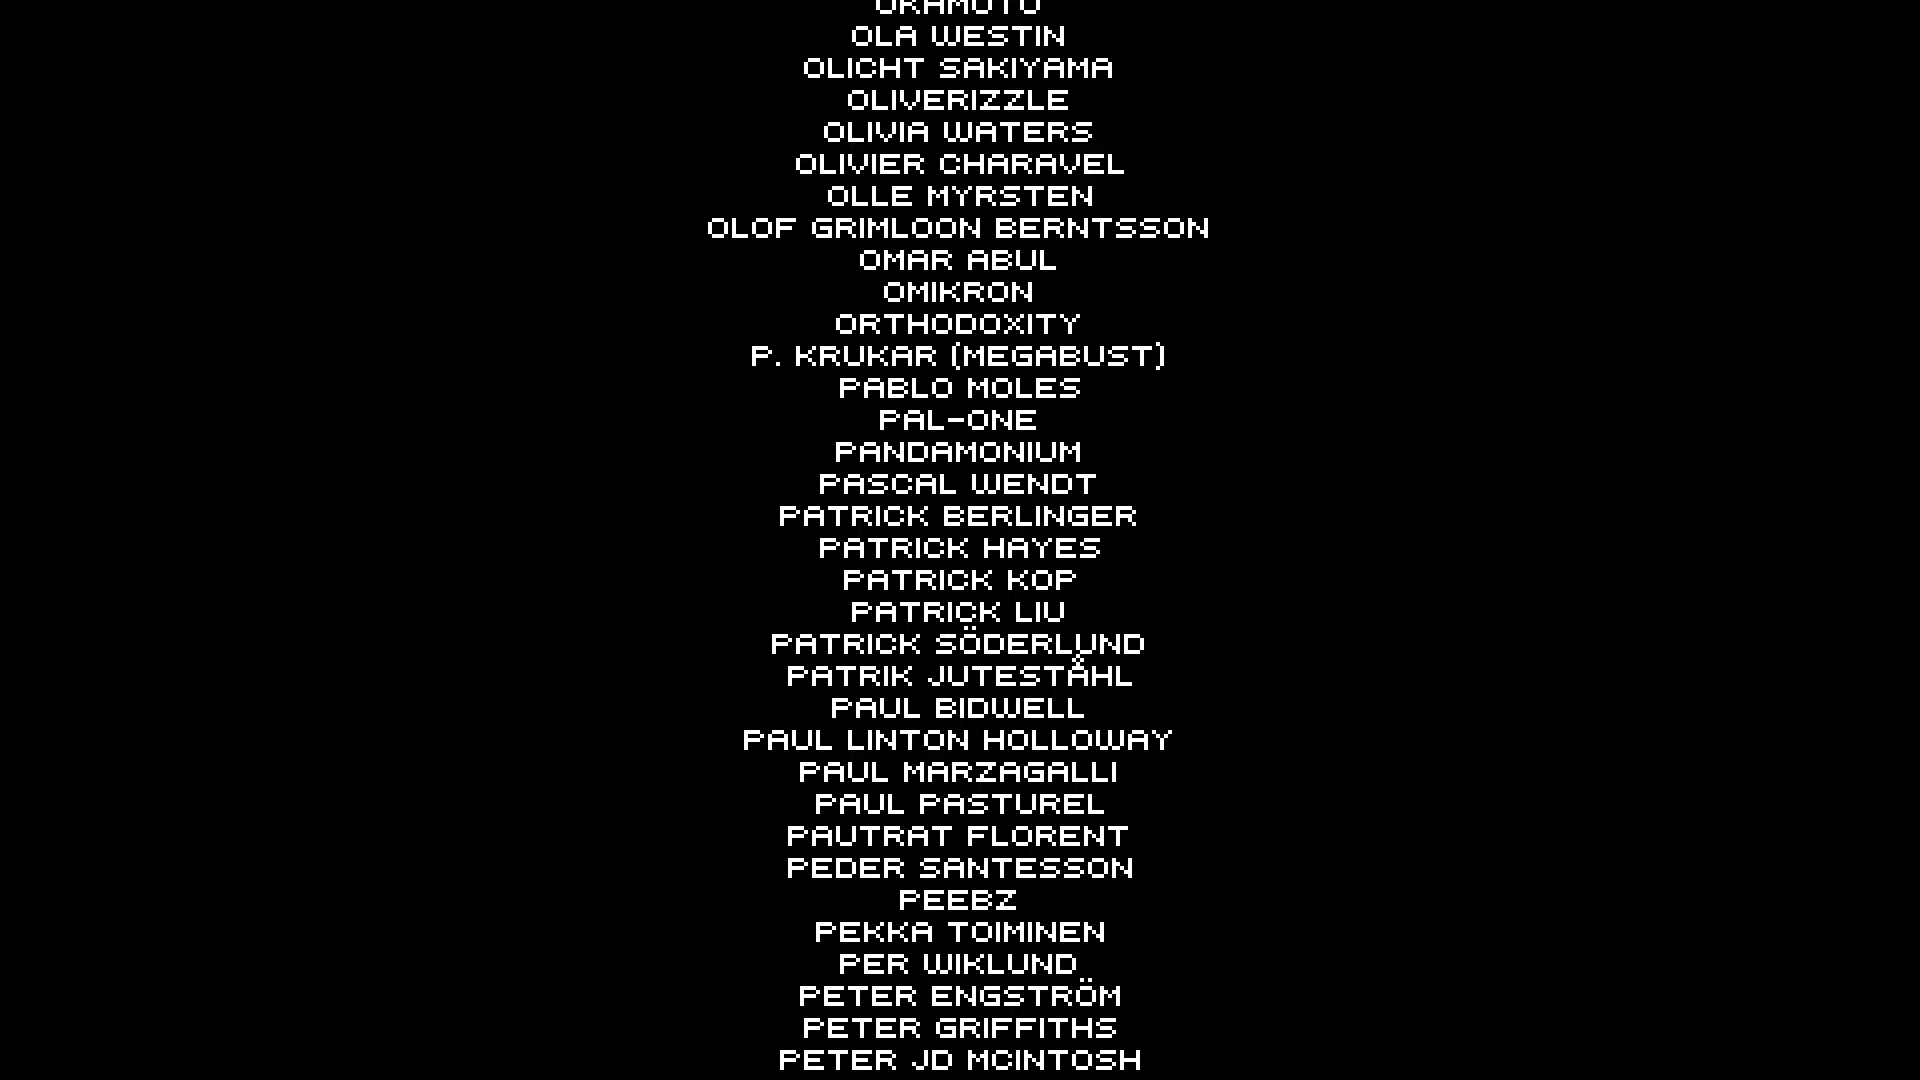 OKAMOTO
OLA WESTIN
OLICHT SAKIYAMA
OLIVERIZZLE
OLIVIA WATERS
OLIVIER CHARAVEL
OLLE MYRSTEN
OLOF GRIMLOON BERNTSSON
OMAR ABUL
OMIKRON
ORTHODOXITY
P. KRUKAR (MEGABUST)
PABLO MOLES
PAL-ONE
PANDAMONIUM
PASCAL WENDT
PATRICK BERLINGER
PATRICK HAYES
PATRICK KOP
PATRICK LIU
PATRICK SÖDERLUND
PATRIK JUTESTÅHL
PAUL BIDWELL
PAUL LINTON HOLLOWAY
PAUL MARZAGALLI
PAUL PASTUREL
PAUTRAT FLORENT
PEDER SANTESSON
PEEBZ
PEKKA TOIMINEN
PER WIKLUND
PETER ENGSTRÖM
PETER GRIFFITHS
PETER JD MCINTOSH